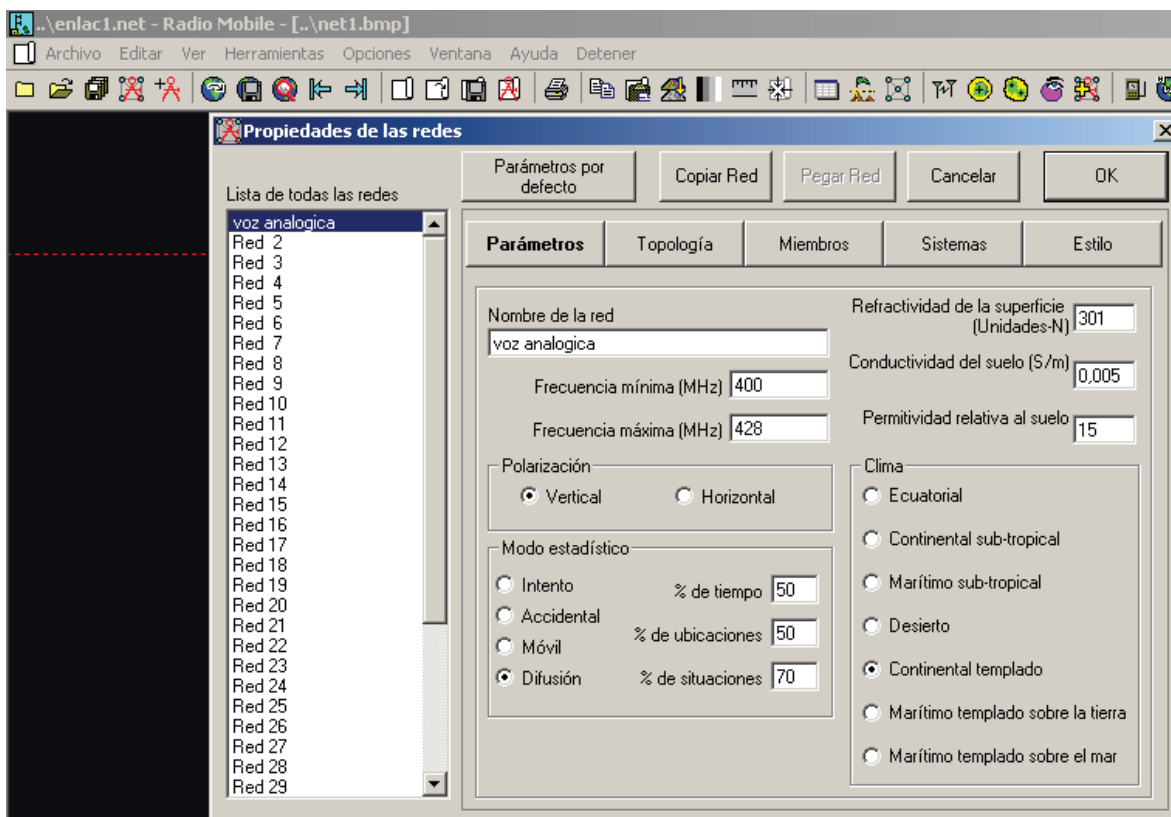 ..\enlac1.net - Radio Mobile - [..\net1.bmp]
Archivo Editar Ver Herramientas Opciones Ventana Ayuda Detener
Propiedades de las redes
Lista de todas las redes
Parámetros por
defecto
Copiar Red
Pegar Red
Cancelar
OK
voz analogica
Red 2
Red 3
Red 4
Red 5
Red 6
Red 7
Red 8
Red 9
Red 10
Red 11
Red 12
Red 13
Red 14
Red 15
Red 16
Red 17
Red 18
Red 19
Red 20
Red 21
Red 22
Red 23
Red 24
Red 25
Red 26
Red 27
Red 28
Red 29
Parámetros
Topología
Miembros
Sistemas
Estilo
Nombre de la red
voz analogica
Frecuencia mínima (MHz) 400
Frecuencia máxima (MHz) 428
Polarización
Vertical
Horizontal
Modo estadístico
Intento
Accidental
Móvil
Difusión
% de tiempo 50
% de ubicaciones 50
% de situaciones 70
Refractividad de la superficie
(Unidades-N) 301
Conductividad del suelo (S/m) 0,005
Permitividad relativa al suelo 15
Clima
Ecuatorial
Continental sub-tropical
Marítimo sub-tropical
Desierto
Continental templado
Marítimo templado sobre la tierra
Marítimo templado sobre el mar